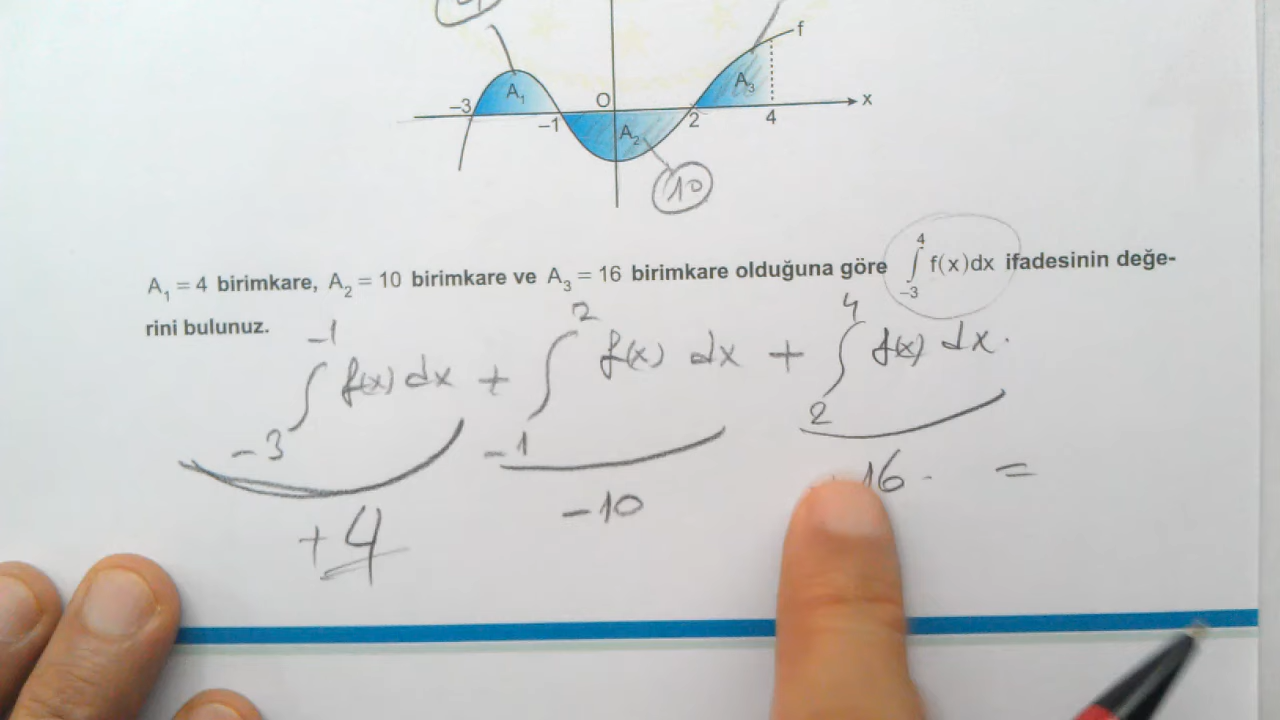 f
A₃
A₁
-3
O
x
-1
A₂
2
4
10
A₁ = 4 birimkare, A₂ = 10 birimkare ve A₃ = 16 birimkare olduğuna göre ∫₋₃⁴ f(x)dx ifadesinin değe-
rini bulunuz.
∫₋₃⁻¹ f(x) dx + ∫₋₁² f(x) dx + ∫₂⁴ f(x) dx.
+4 -10 16 =